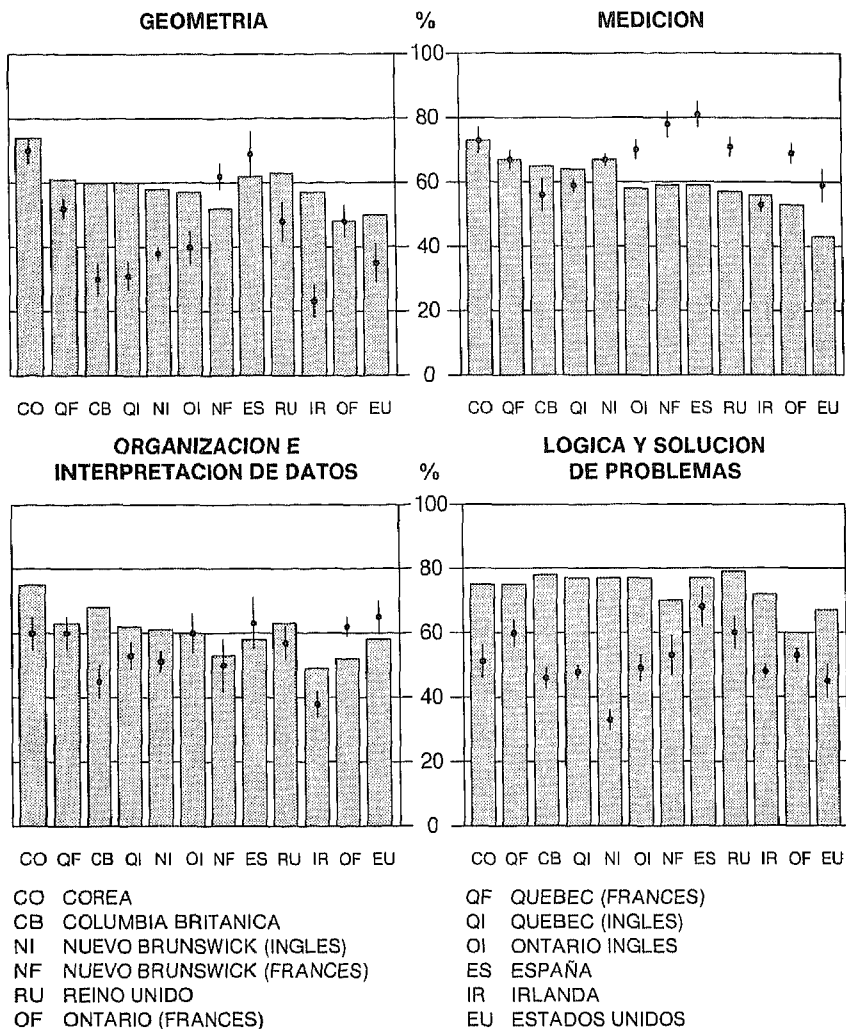 GEOMETRIA % MEDICION
100
80
60
40
20
0
CO QF CB QI NI OI NF ES RU IR OF EU
CO QF CB QI NI OI NF ES RU IR OF EU
ORGANIZACION E
INTERPRETACION DE DATOS
%
LOGICA Y SOLUCION
DE PROBLEMAS
100
80
60
40
20
0
CO QF CB QI NI OI NF ES RU IR OF EU
CO QF CB QI NI OI NF ES RU IR OF EU
CO COREA
CB COLUMBIA BRITANICA
NI NUEVO BRUNSWICK (INGLES)
NF NUEVO BRUNSWICK (FRANCES)
RU REINO UNIDO
OF ONTARIO (FRANCES)
QF QUEBEC (FRANCES)
QI QUEBEC (INGLES)
OI ONTARIO INGLES
ES ESPAÑA
IR IRLANDA
EU ESTADOS UNIDOS